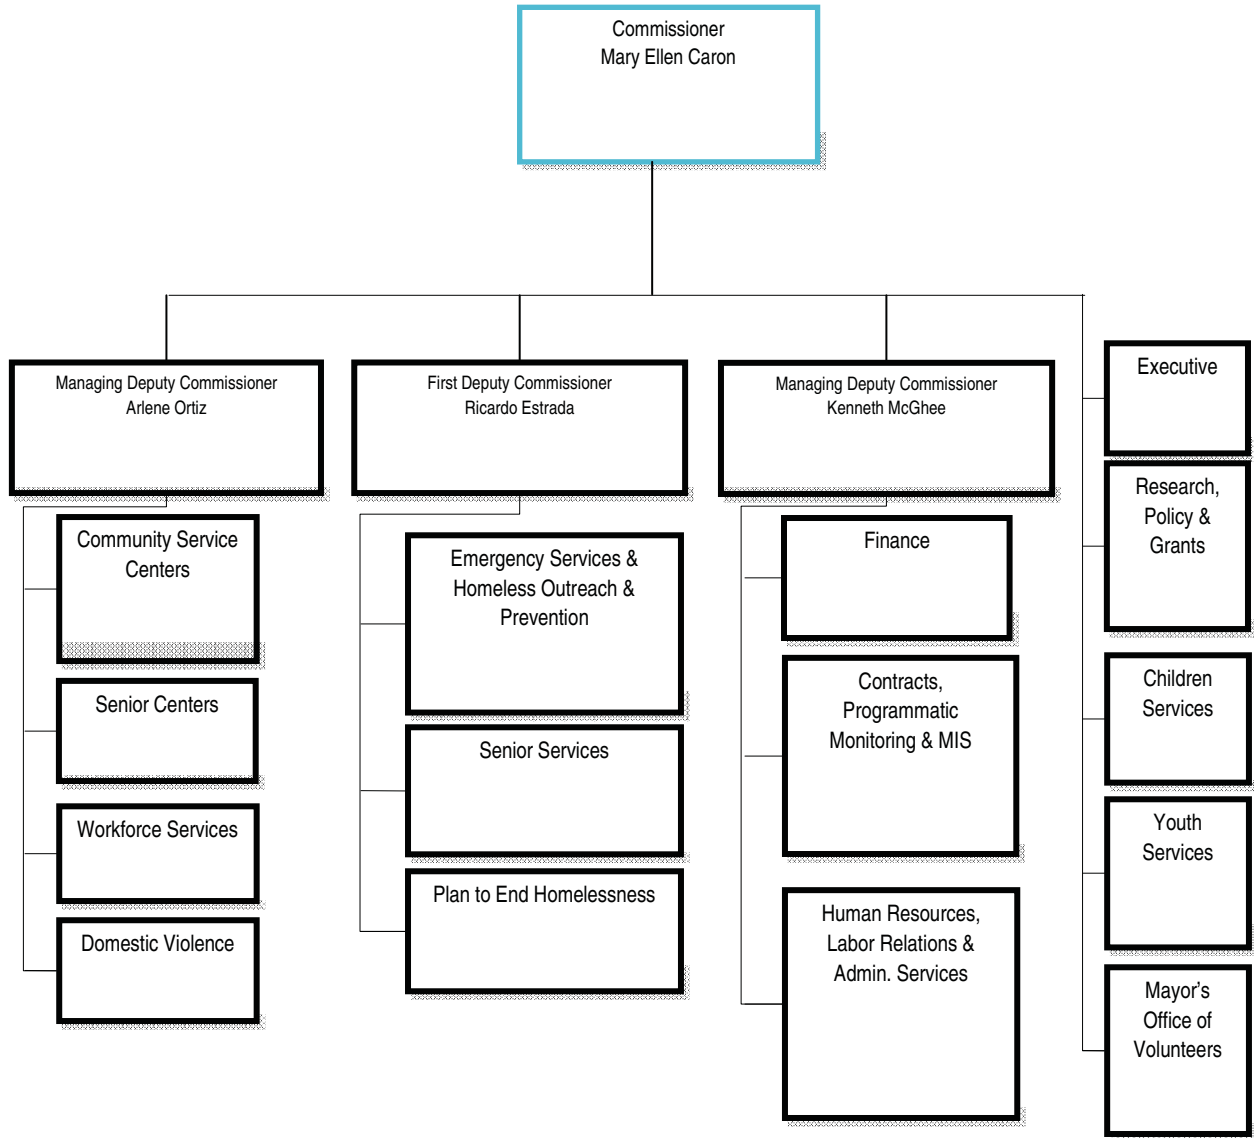 Commissioner
Mary Ellen Caron
Managing Deputy Commissioner
Arlene Ortiz
Community Service
Centers
Senior Centers
Workforce Services
Domestic Violence
First Deputy Commissioner
Ricardo Estrada
Emergency Services &
Homeless Outreach &
Prevention
Senior Services
Plan to End Homelessness
Managing Deputy Commissioner
Kenneth McGhee
Finance
Contracts,
Programmatic
Monitoring & MIS
Human Resources,
Labor Relations &
Admin. Services
Executive
Research,
Policy &
Grants
Children
Services
Youth
Services
Mayor’s
Office of
Volunteers